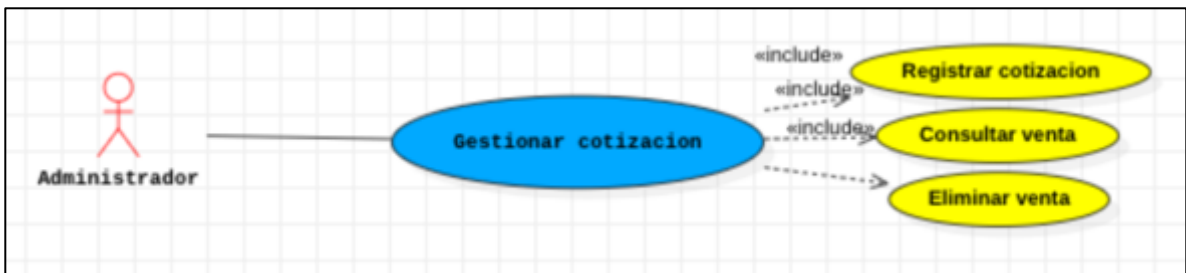 «include»
Registrar cotizacion
«include»
Gestionar cotizacion
«include»
Consultar venta
Administrador
Eliminar venta